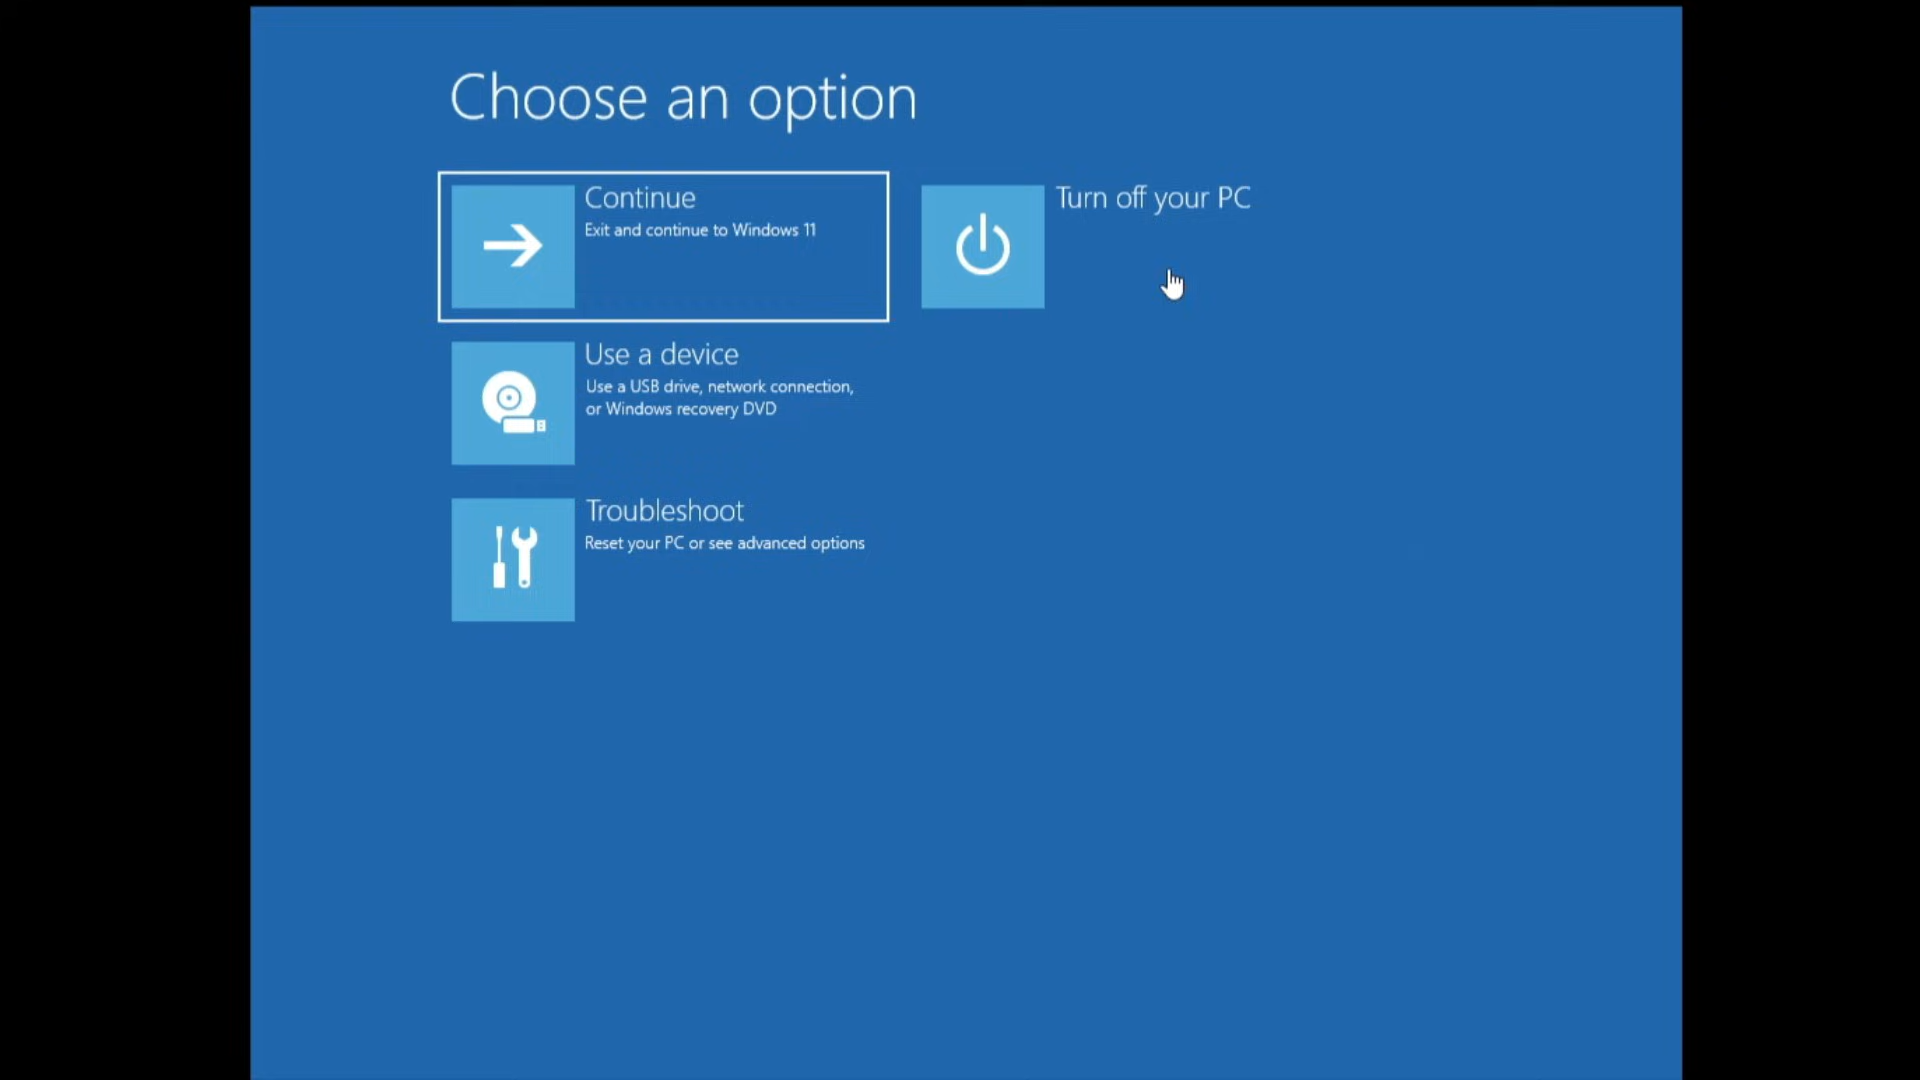 Choose an option
Continue
Exit and continue to Windows 11
Turn off your PC
Use a device
Use a USB drive, network connection,
or Windows recovery DVD
Troubleshoot
Reset your PC or see advanced options